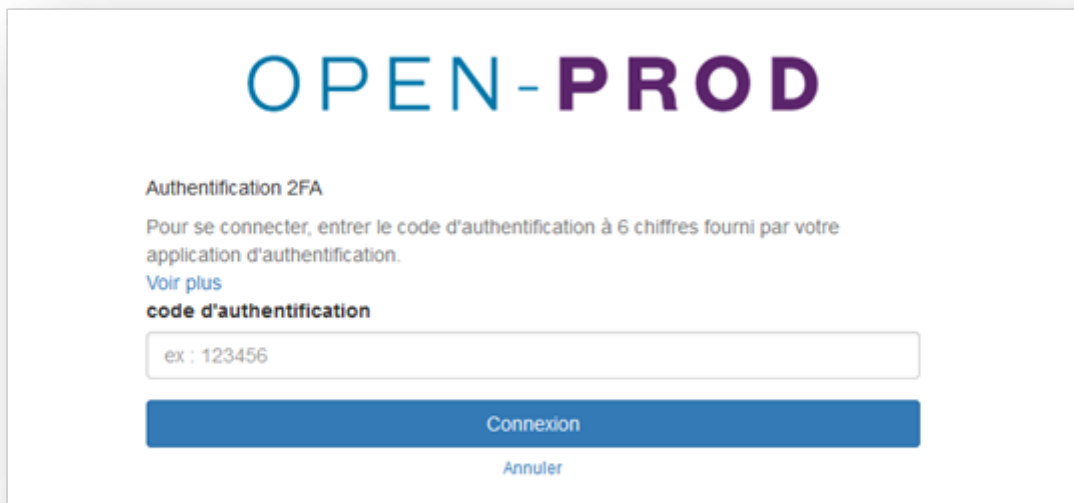 OPEN-PROD
Authentification 2FA
Pour se connecter, entrer le code d'authentification à 6 chiffres fourni par votre
application d'authentification.
Voir plus
code d'authentification
ex : 123456
Connexion
Annuler